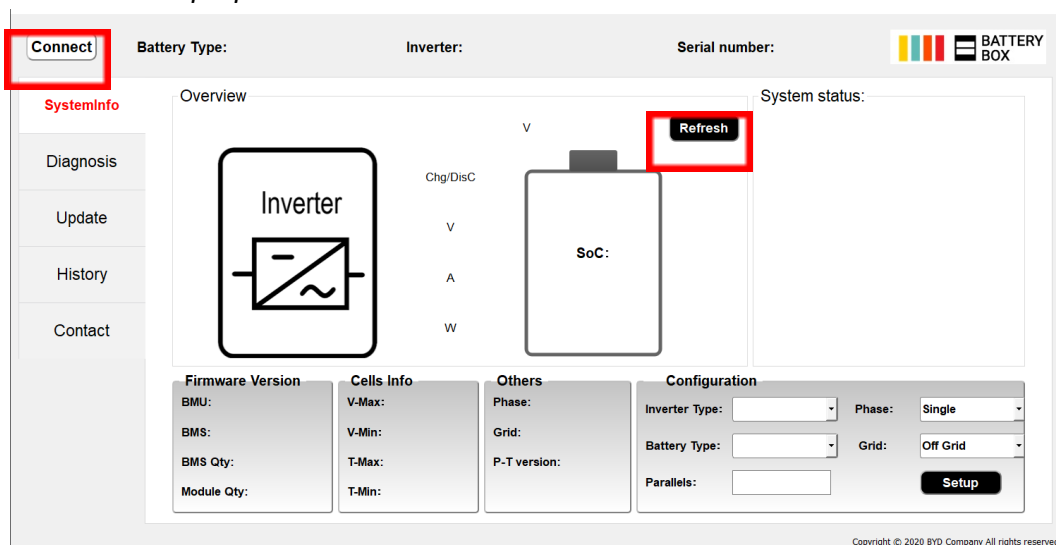 Connect
Battery Type:
Inverter:
Serial number:
BATTERY
BOX
SystemInfo
Diagnosis
Update
History
Contact
Overview
V
Refresh
Chg/DisC
Inverter
V
SoC:
A
W
System status:
Firmware Version
BMU:
BMS:
BMS Qty:
Module Qty:
Cells Info
V-Max:
V-Min:
T-Max:
T-Min:
Others
Phase:
Grid:
P-T version:
Configuration
Inverter Type:
Phase: Single
Battery Type:
Grid: Off Grid
Parallels:
Setup
Copyright © 2020 BYD Company All rights reserved